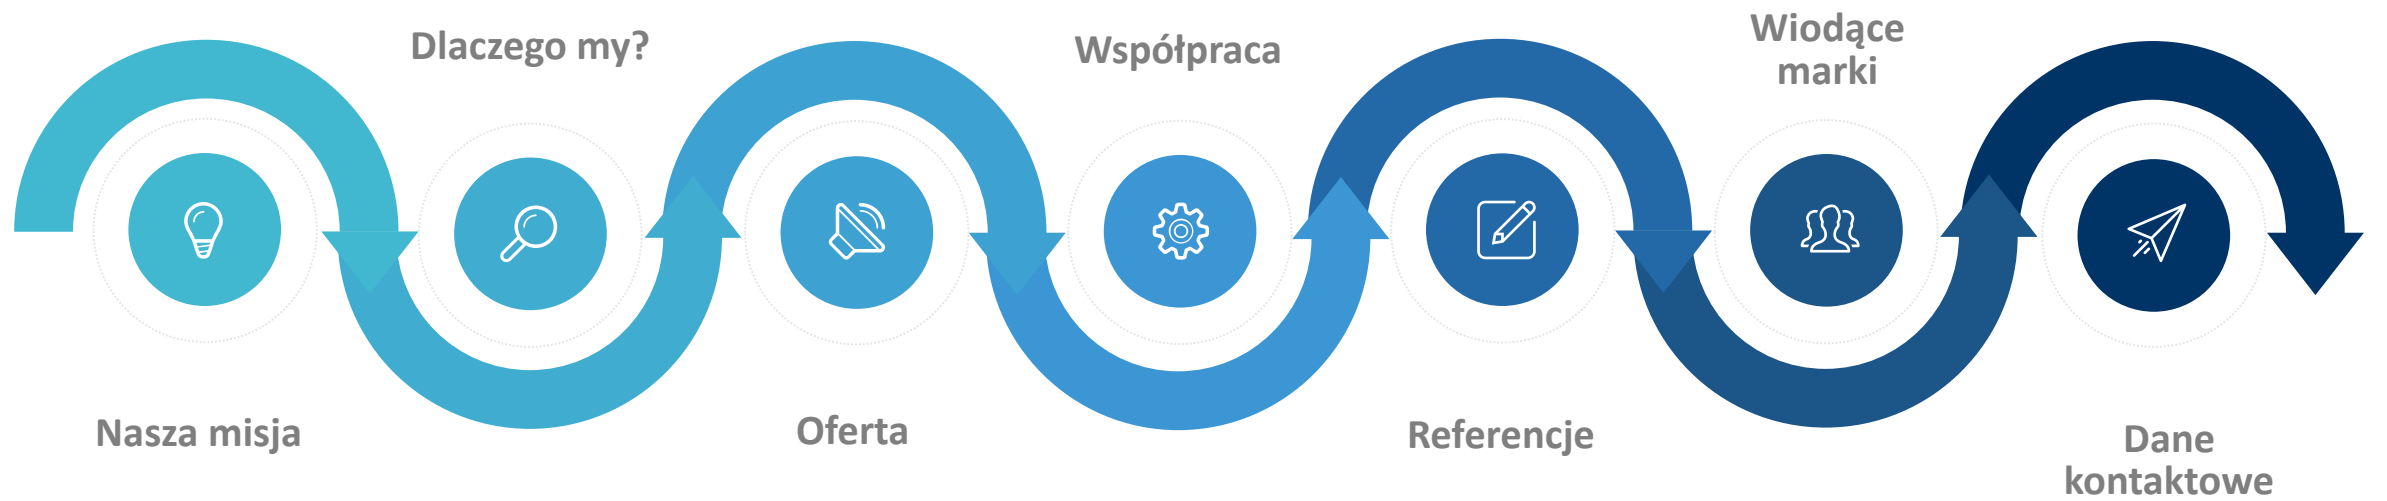 Nasza misja
Dlaczego my?
Oferta
Współpraca
Referencje
Wiodące
marki
Dane
kontaktowe